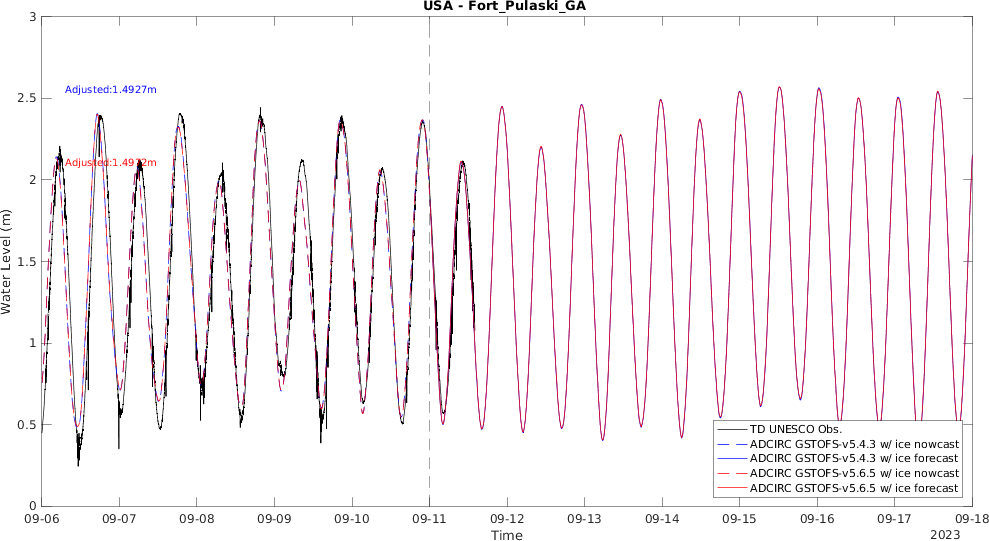 USA - Fort_Pulaski_GA
3
2.5
2
1.5
1
0.5
0
Water Level (m)
Adjusted:1.4927m
Adjusted:1.4972m
TD UNESCO Obs.
ADCIRC GSTOFS-v5.4.3 w/ ice nowcast
ADCIRC GSTOFS-v5.4.3 w/ ice forecast
ADCIRC GSTOFS-v5.6.5 w/ ice nowcast
ADCIRC GSTOFS-v5.6.5 w/ ice forecast
09-06 09-07 09-08 09-09 09-10 09-11 09-12 09-13 09-14 09-15 09-16 09-17 09-18
Time
2023